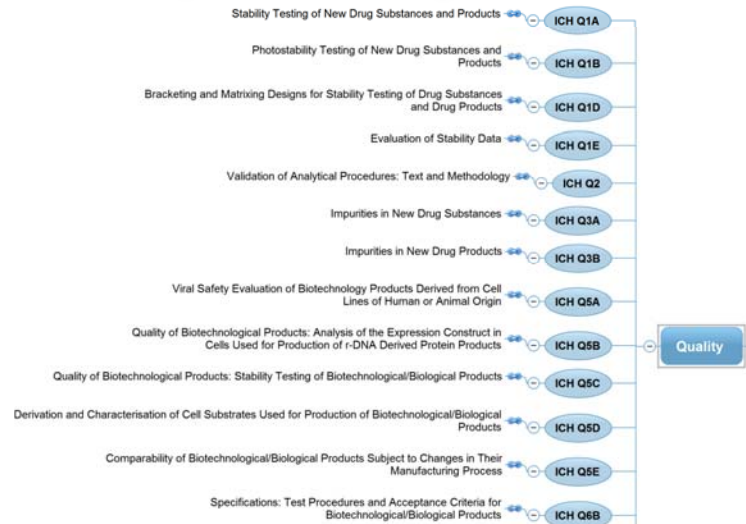 Stability Testing of New Drug Substances and Products
ICH Q1A
Photostability Testing of New Drug Substances and
Products
ICH Q1B
Bracketing and Matrixing Designs for Stability Testing of Drug Substances
and Drug Products
ICH Q1D
Evaluation of Stability Data
ICH Q1E
Validation of Analytical Procedures: Text and Methodology
ICH Q2
Impurities in New Drug Substances
ICH Q3A
Impurities in New Drug Products
ICH Q3B
Viral Safety Evaluation of Biotechnology Products Derived from Cell
Lines of Human or Animal Origin
ICH Q5A
Quality of Biotechnological Products: Analysis of the Expression Construct in
Cells Used for Production of r-DNA Derived Protein Products
ICH Q5B
Quality of Biotechnological Products: Stability Testing of Biotechnological/Biological Products
ICH Q5C
Derivation and Characterisation of Cell Substrates Used for Production of Biotechnological/Biological
Products
ICH Q5D
Comparability of Biotechnological/Biological Products Subject to Changes in Their
Manufacturing Process
ICH Q5E
Specifications: Test Procedures and Acceptance Criteria for
Biotechnological/Biological Products
ICH Q6B
Quality